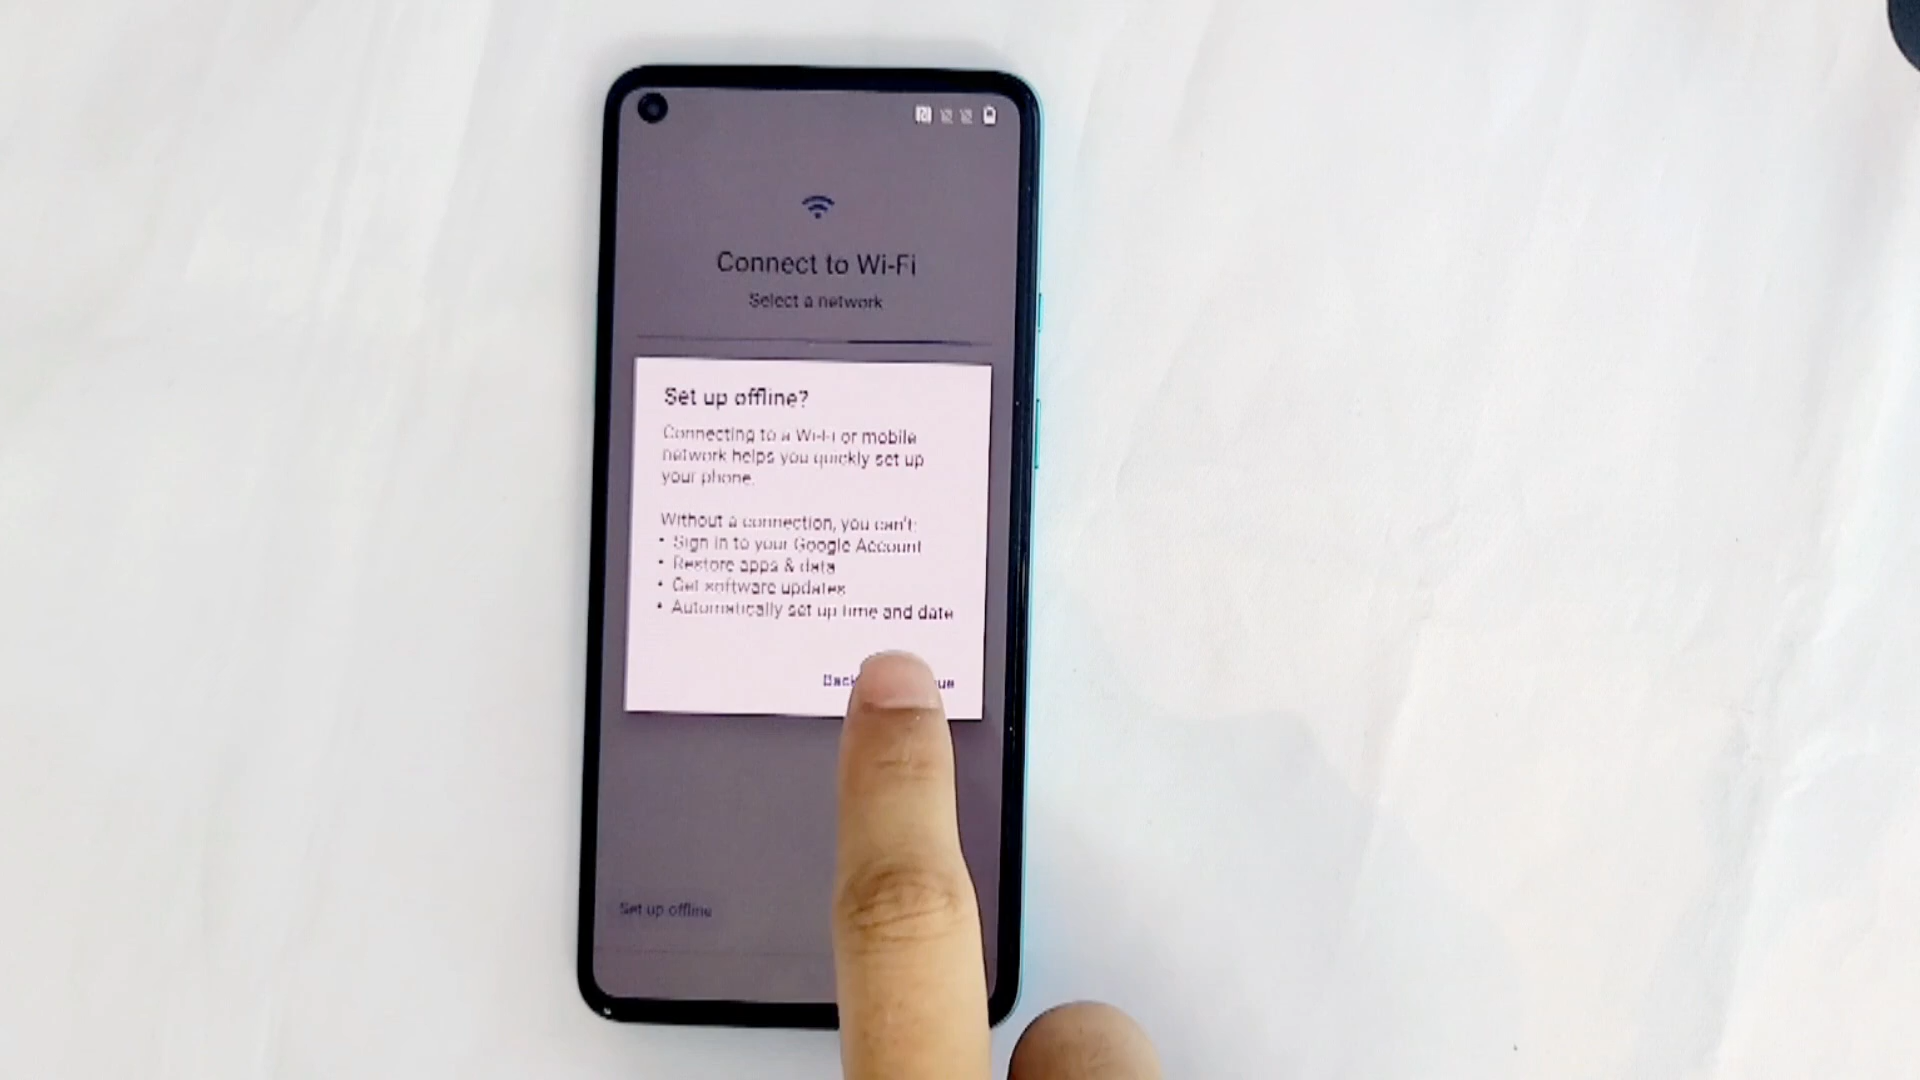 Connect to Wi-Fi
Select a network
Set up offline?
Connecting to a Wi-Fi or mobile
network helps you quickly set up
your phone.
Without a connection, you can't:
• Sign in to your Google Account
• Restore apps & data
• Get software updates
• Automatically set up time and date
Back
Set up offline